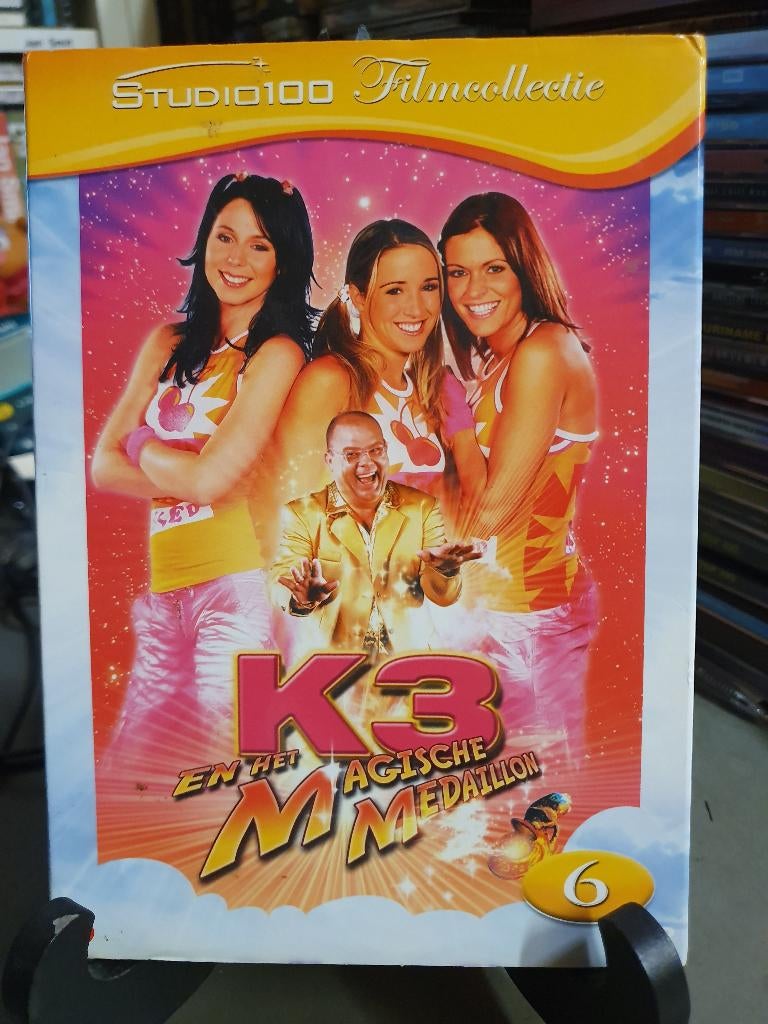 STUDIO100 Filmcollectie
K3
EN HET MAGISCHE
MEDAILLON
6